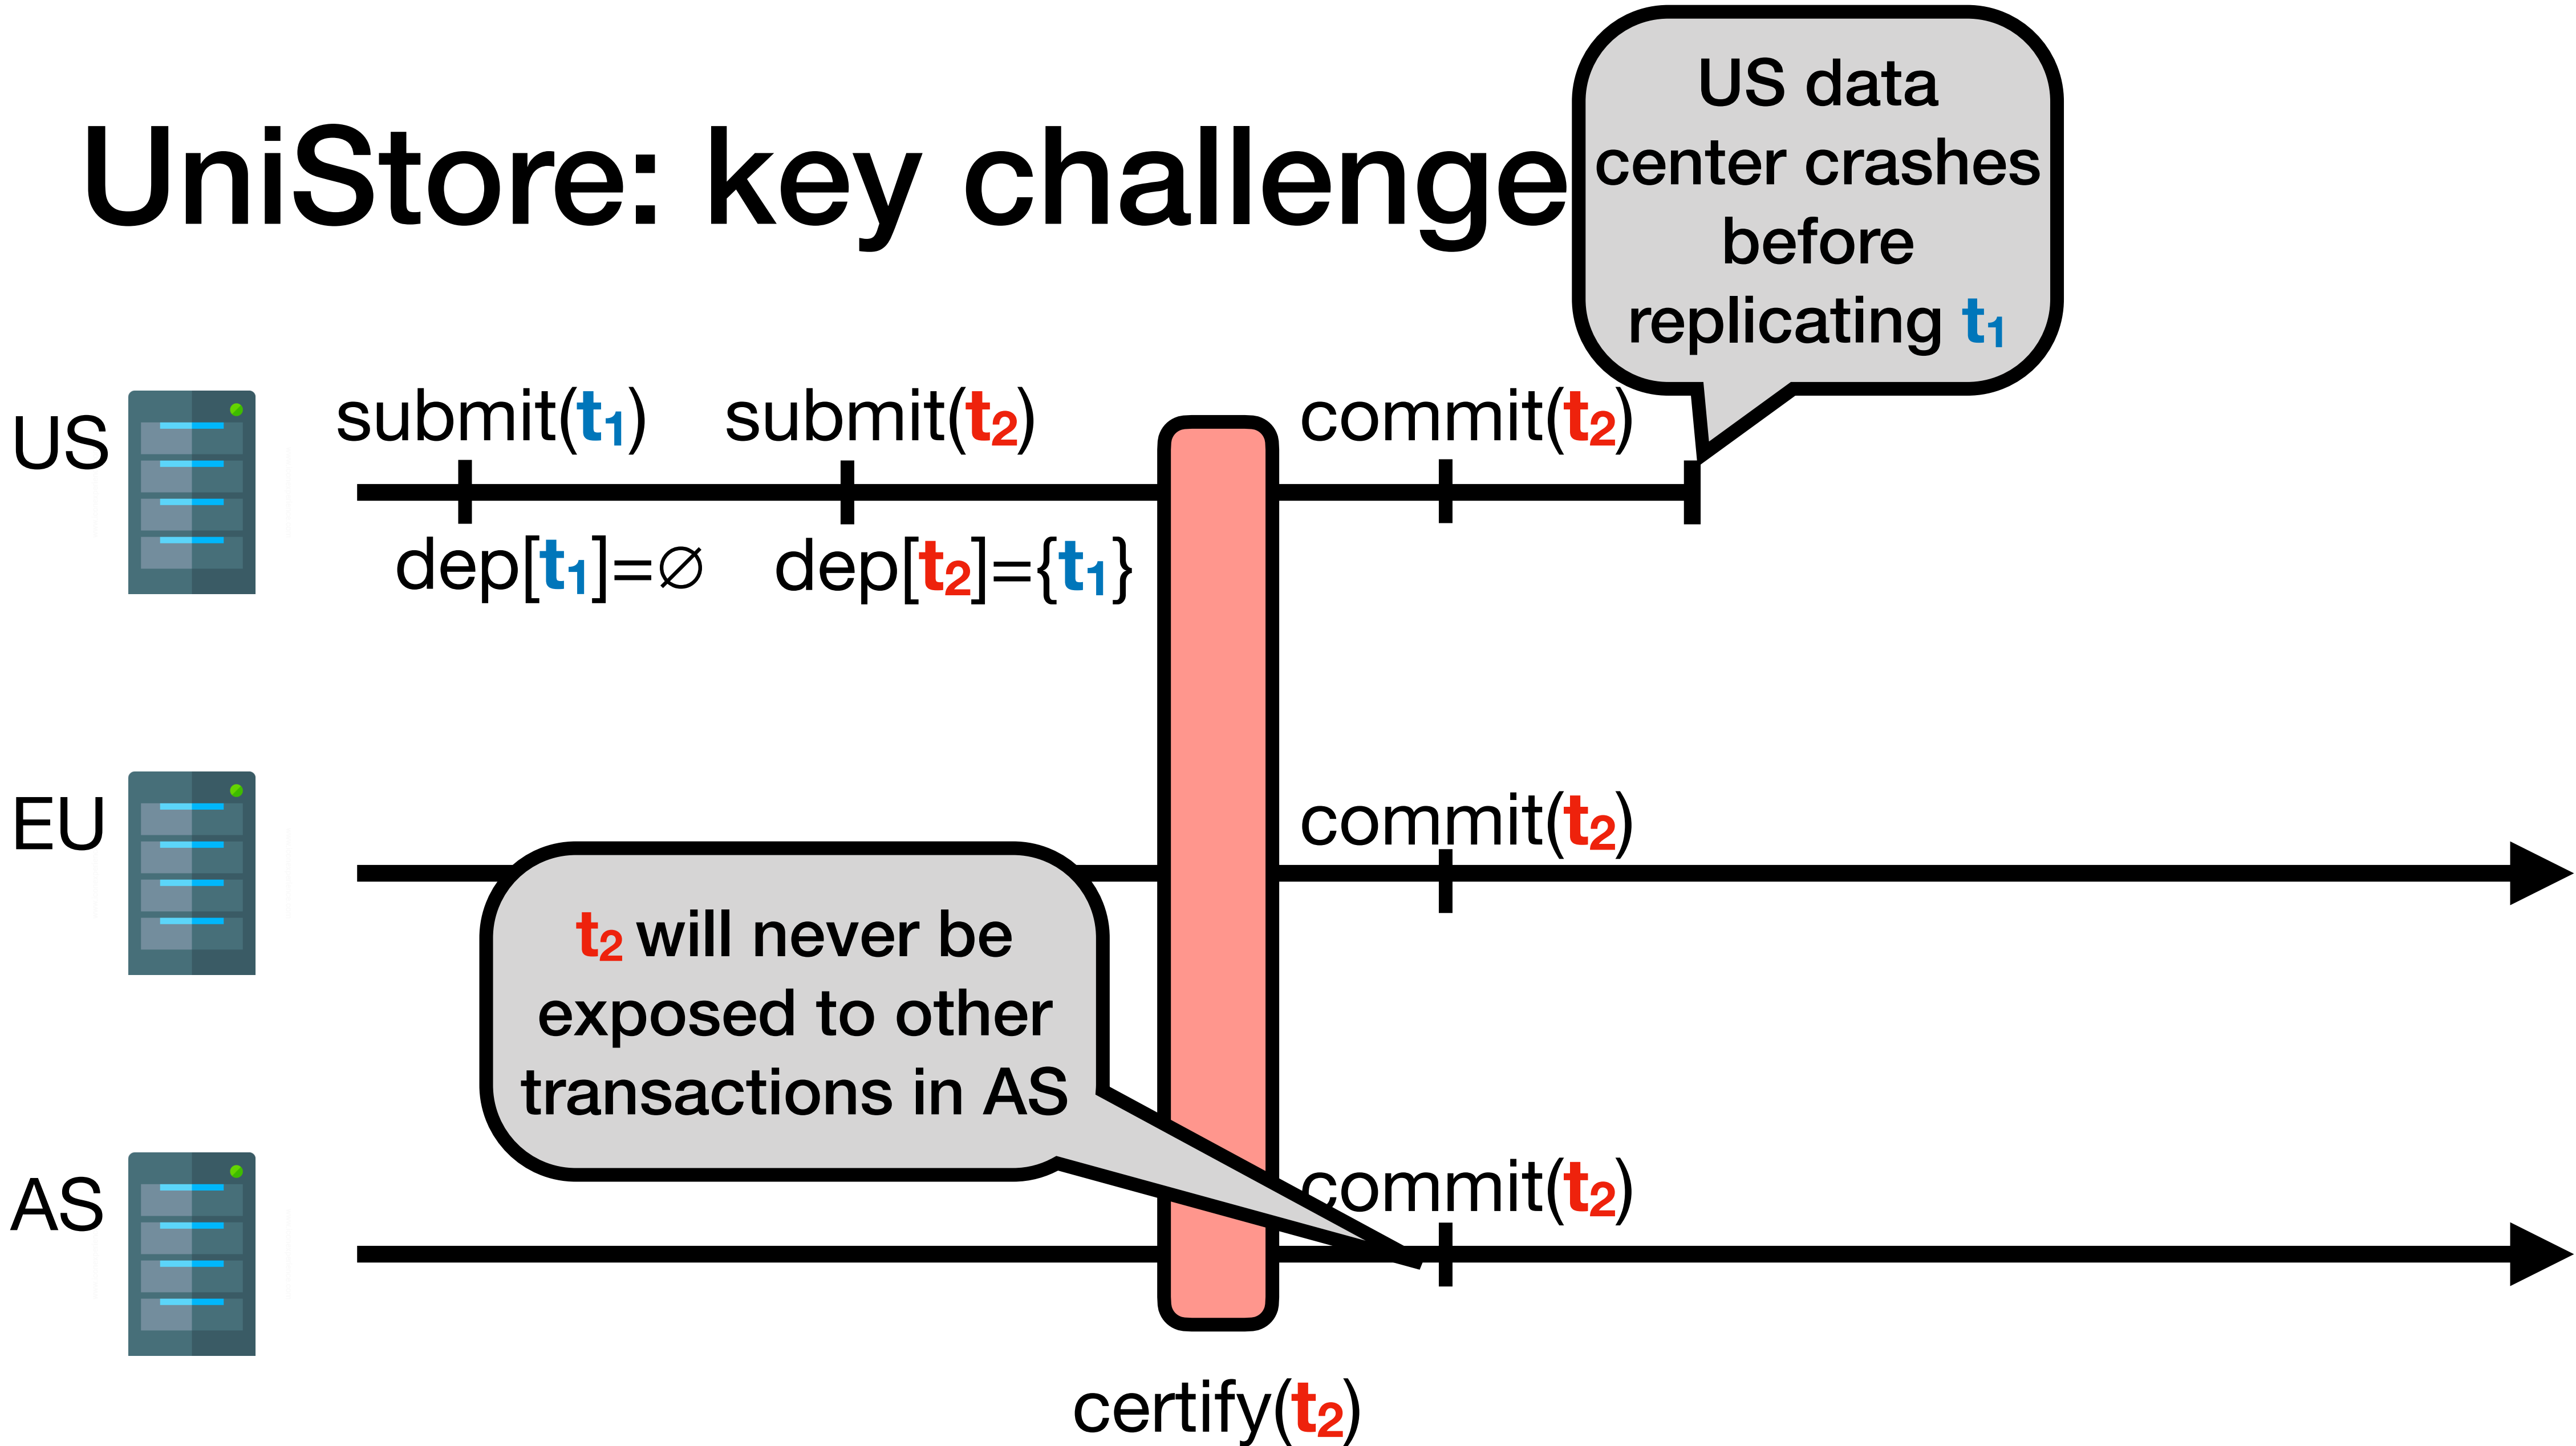 UniStore: key challenge
US data
center crashes
before
replicating t₁
US
submit(t₁)
submit(t₂)
commit(t₂)
dep[t₁]=∅
dep[t₂]={t₁}
EU
commit(t₂)
t₂ will never be
exposed to other
transactions in AS
AS
commit(t₂)
certify(t₂)